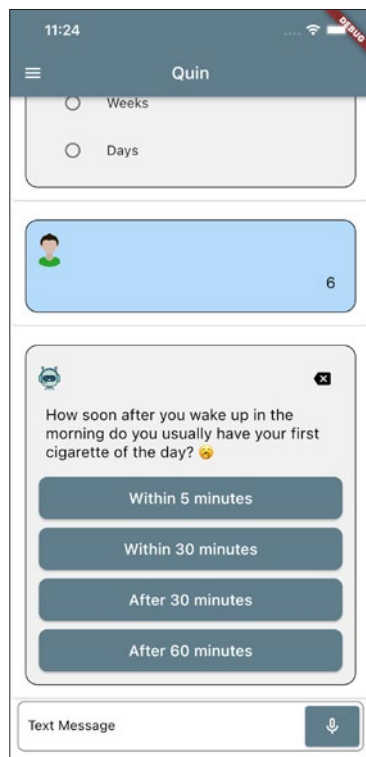 11:24
DEBUG
Quin
Weeks
Days
6
How soon after you wake up in the
morning do you usually have your first
cigarette of the day? 🥱
Within 5 minutes
Within 30 minutes
After 30 minutes
After 60 minutes
Text Message